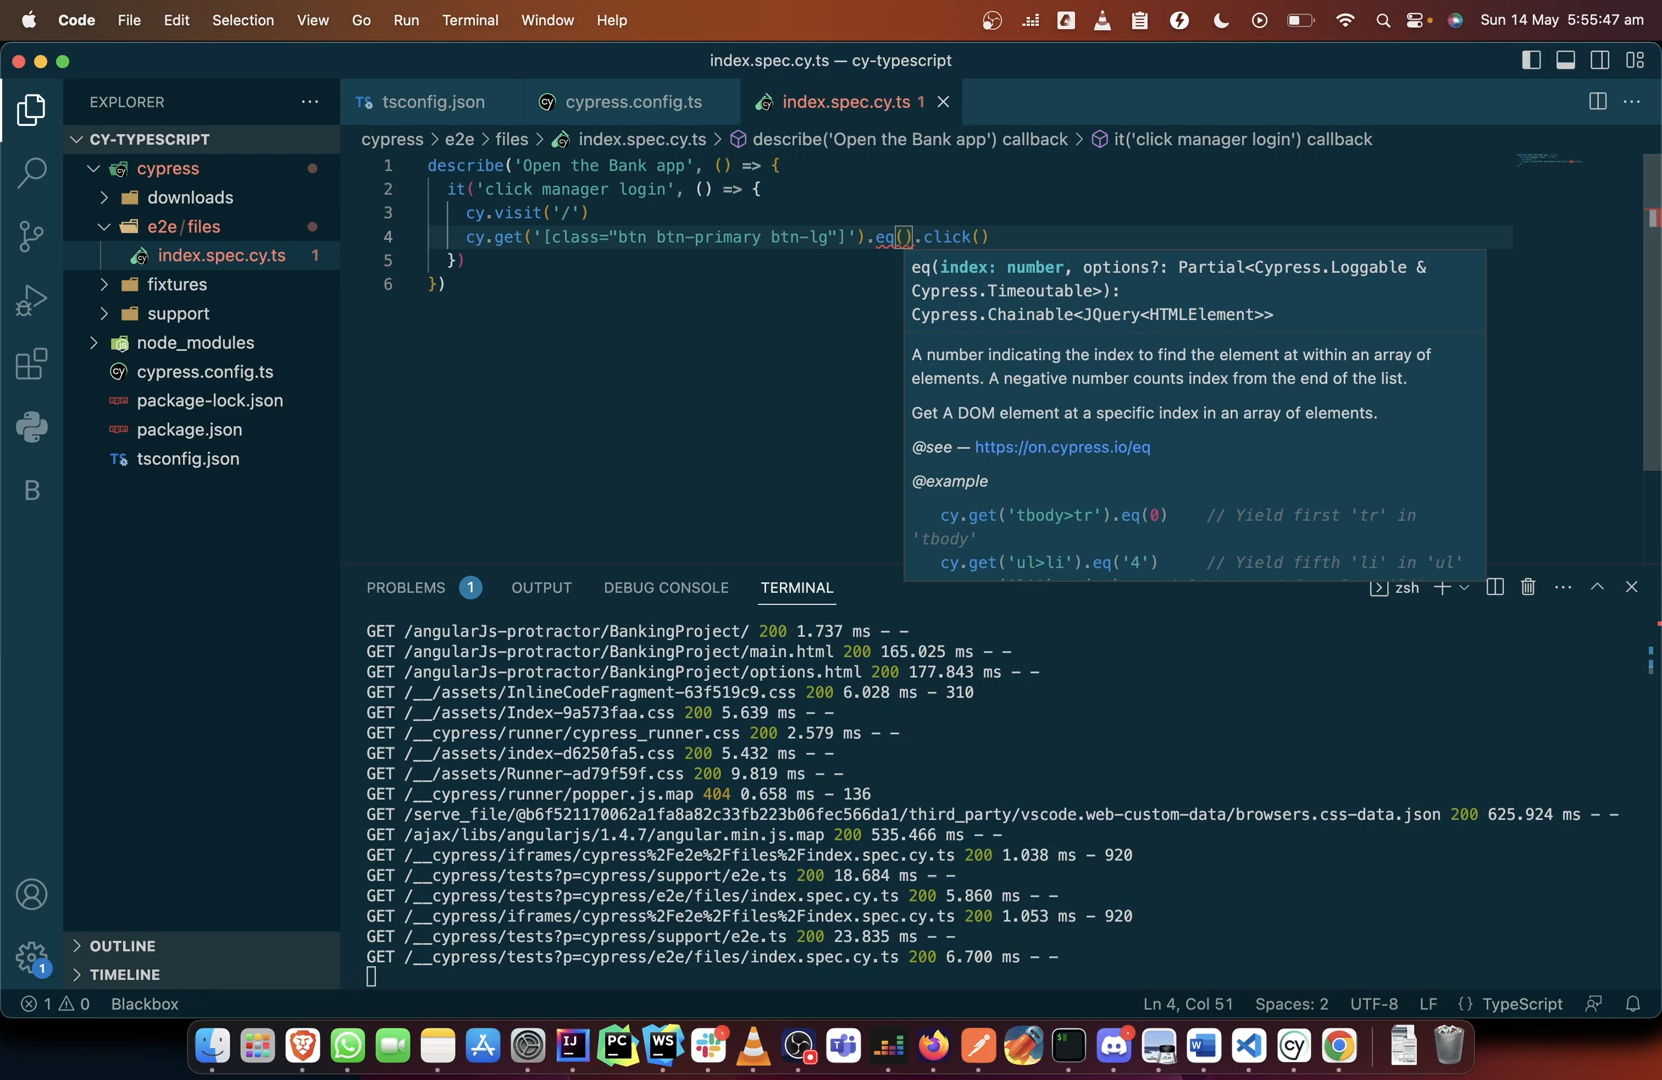 Code File Edit Selection View Go Run Terminal Window Help
Sun 14 May 5:55:47 am
index.spec.cy.ts — cy-typescript
EXPLORER
tsconfig.json
cypress.config.ts
index.spec.cy.ts 1
CY-TYPESCRIPT
cypress
downloads
e2e / files
index.spec.cy.ts 1
fixtures
support
node_modules
cypress.config.ts
package-lock.json
package.json
tsconfig.json
OUTLINE
TIMELINE
cypress > e2e > files > index.spec.cy.ts > describe('Open the Bank app') callback > it('click manager login') callback
1 describe('Open the Bank app', () => {
2 it('click manager login', () => {
3 cy.visit('/')
4 cy.get('[class="btn btn-primary btn-lg"]').eq().click()
5 })
6 })
eq(index: number, options?: Partial<Cypress.Loggable &
Cypress.Timeoutable>):
Cypress.Chainable<JQuery<HTMLElement>>
A number indicating the index to find the element at within an array of
elements. A negative number counts index from the end of the list.
Get A DOM element at a specific index in an array of elements.
@see — https://on.cypress.io/eq
@example
cy.get('tbody>tr').eq(0) // Yield first 'tr' in
'tbody'
cy.get('ul>li').eq('4') // Yield fifth 'li' in 'ul'
PROBLEMS 1 OUTPUT DEBUG CONSOLE TERMINAL
zsh
GET /angularJs-protractor/BankingProject/ 200 1.737 ms - -
GET /angularJs-protractor/BankingProject/main.html 200 165.025 ms - -
GET /angularJs-protractor/BankingProject/options.html 200 177.843 ms - -
GET /__/assets/InlineCodeFragment-63f519c9.css 200 6.028 ms - 310
GET /__/assets/Index-9a573faa.css 200 5.639 ms - -
GET /__cypress/runner/cypress_runner.css 200 2.579 ms - -
GET /__/assets/index-d6250fa5.css 200 5.432 ms - -
GET /__/assets/Runner-ad79f59f.css 200 9.819 ms - -
GET /__cypress/runner/popper.js.map 404 0.658 ms - 136
GET /serve_file/@b6f521170062a1fa8a82c33fb223b06fec566da1/third_party/vscode.web-custom-data/browsers.css-data.json 200 625.924 ms - -
GET /ajax/libs/angularjs/1.4.7/angular.min.js.map 200 535.466 ms - -
GET /__cypress/iframes/cypress%2Fe2e%2Ffiles%2Findex.spec.cy.ts 200 1.038 ms - 920
GET /__cypress/tests?p=cypress/support/e2e.ts 200 18.684 ms - -
GET /__cypress/tests?p=cypress/e2e/files/index.spec.cy.ts 200 5.860 ms - -
GET /__cypress/iframes/cypress%2Fe2e%2Ffiles%2Findex.spec.cy.ts 200 1.053 ms - 920
GET /__cypress/tests?p=cypress/support/e2e.ts 200 23.835 ms - -
GET /__cypress/tests?p=cypress/e2e/files/index.spec.cy.ts 200 6.700 ms - -
1 0 Blackbox
Ln 4, Col 51 Spaces: 2 UTF-8 LF {} TypeScript